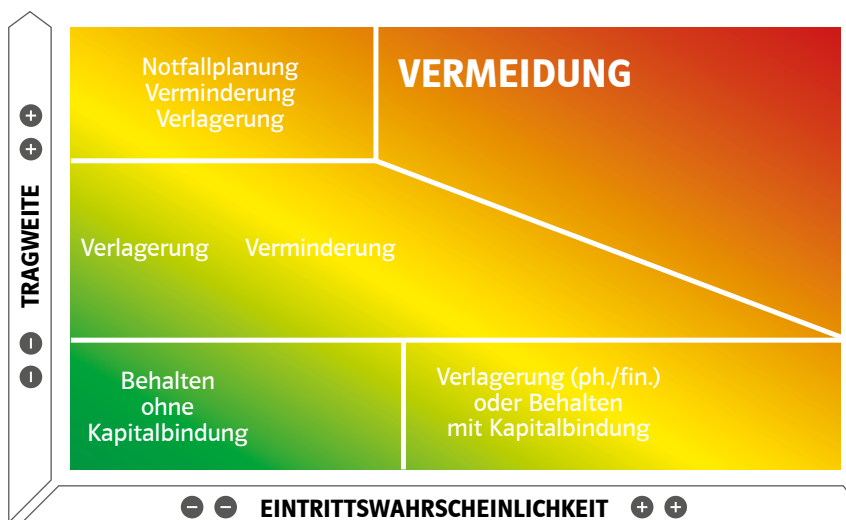 Notfallplanung
Verminderung
Verlagerung
VERMEIDUNG
TRAGWEITE
Verlagerung Verminderung
Behalten
ohne
Kapitalbindung
Verlagerung (ph./fin.)
oder Behalten
mit Kapitalbindung
EINTRITTSWAHRSCHEINLICHKEIT